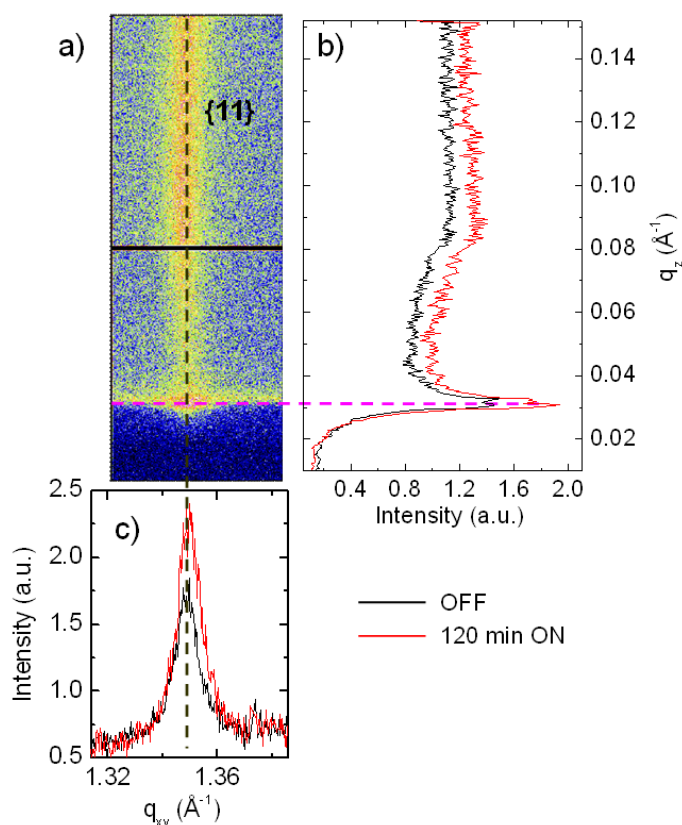 a)
{11}
b)
0.14
0.12
0.10
0.08
0.06
0.04
0.02
q_z (Å⁻¹)
0.4 0.8 1.2 1.6 2.0
Intensity (a.u.)
c)
2.5
2.0
1.5
1.0
0.5
Intensity (a.u.)
1.32 1.36
q_xy (Å⁻¹)
OFF
120 min ON